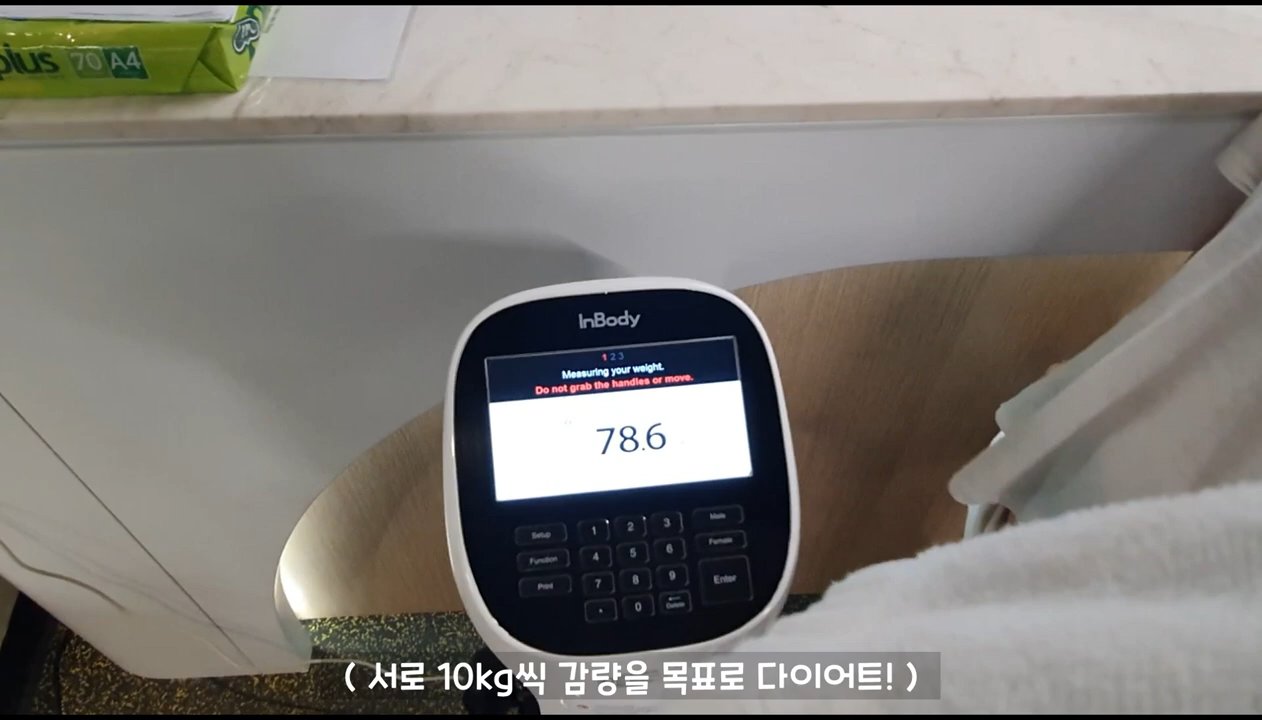 plus 70 A4
InBody
1 2 3
Measuring your weight.
Do not grab the handles or move.
78.6
Setup 1 2 3 Male
Function 4 5 6 Female
Print 7 8 9 Enter
. 0 Delete
( 서로 10kg씩 감량을 목표로 다이어트! )